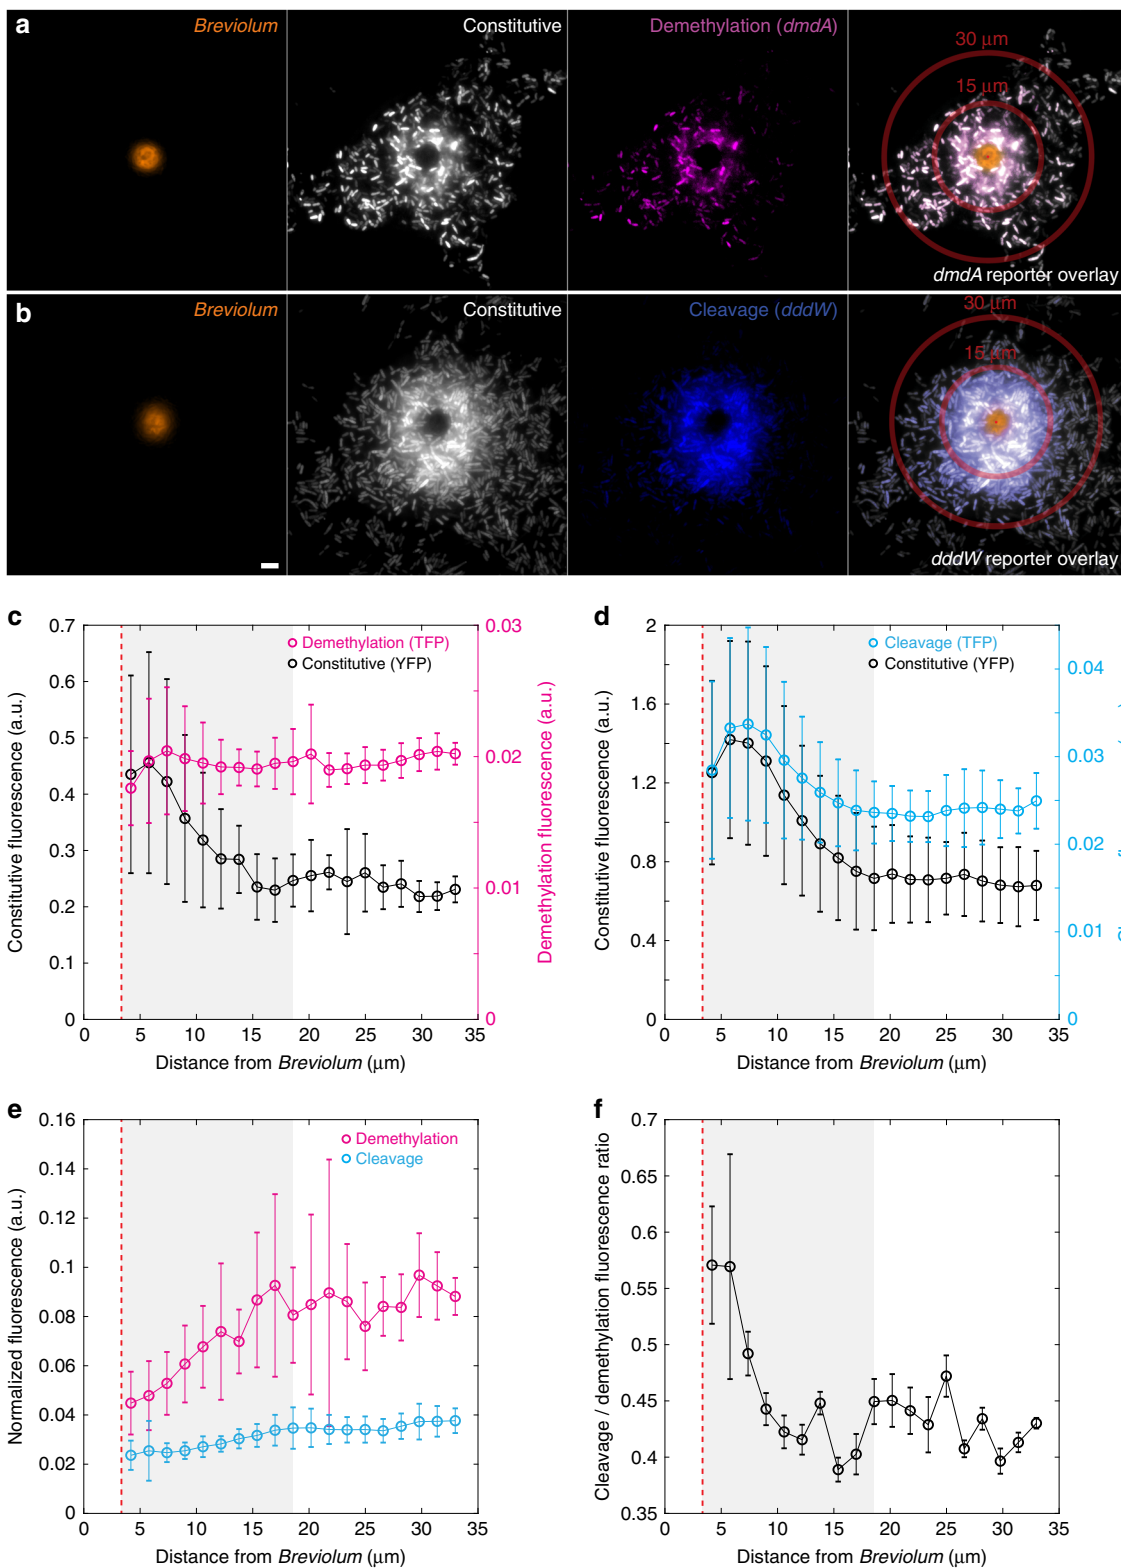 a
Breviolum
Constitutive
Demethylation (dmdA)
30 μm
15 μm
dmdA reporter overlay
b
Breviolum
Constitutive
Cleavage (dddW)
30 μm
15 μm
dddW reporter overlay
c
Demethylation (TFP)
Constitutive (YFP)
Constitutive fluorescence (a.u.)
0.7
0.6
0.5
0.4
0.3
0.2
0.1
0
0.03
0.02
0.01
0
Demethylation fluorescence (a.u.)
0 5 10 15 20 25 30 35
Distance from Breviolum (μm)
d
Cleavage (TFP)
Constitutive (YFP)
Constitutive fluorescence (a.u.)
2
1.6
1.2
0.8
0.4
0
0.04
0.03
0.02
0.01
0
0 5 10 15 20 25 30 35
Distance from Breviolum (μm)
e
Demethylation
Cleavage
Normalized fluorescence (a.u.)
0.16
0.14
0.12
0.10
0.08
0.06
0.04
0.02
0
0 5 10 15 20 25 30 35
Distance from Breviolum (μm)
f
Cleavage / demethylation fluorescence ratio
0.7
0.65
0.6
0.55
0.5
0.45
0.4
0.35
0 5 10 15 20 25 30 35
Distance from Breviolum (μm)